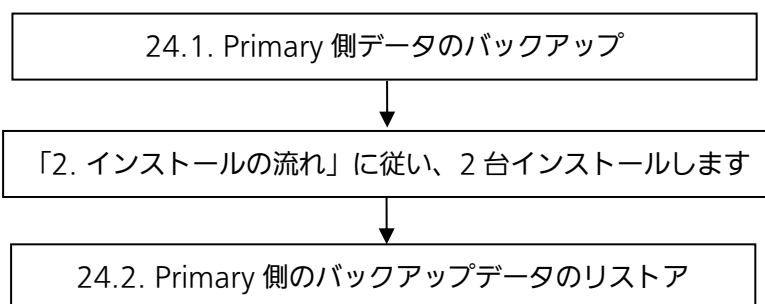 24.1. Primary 側データのバックアップ
「2. インストールの流れ」に従い、2 台インストールします
24.2. Primary 側のバックアップデータのリストア